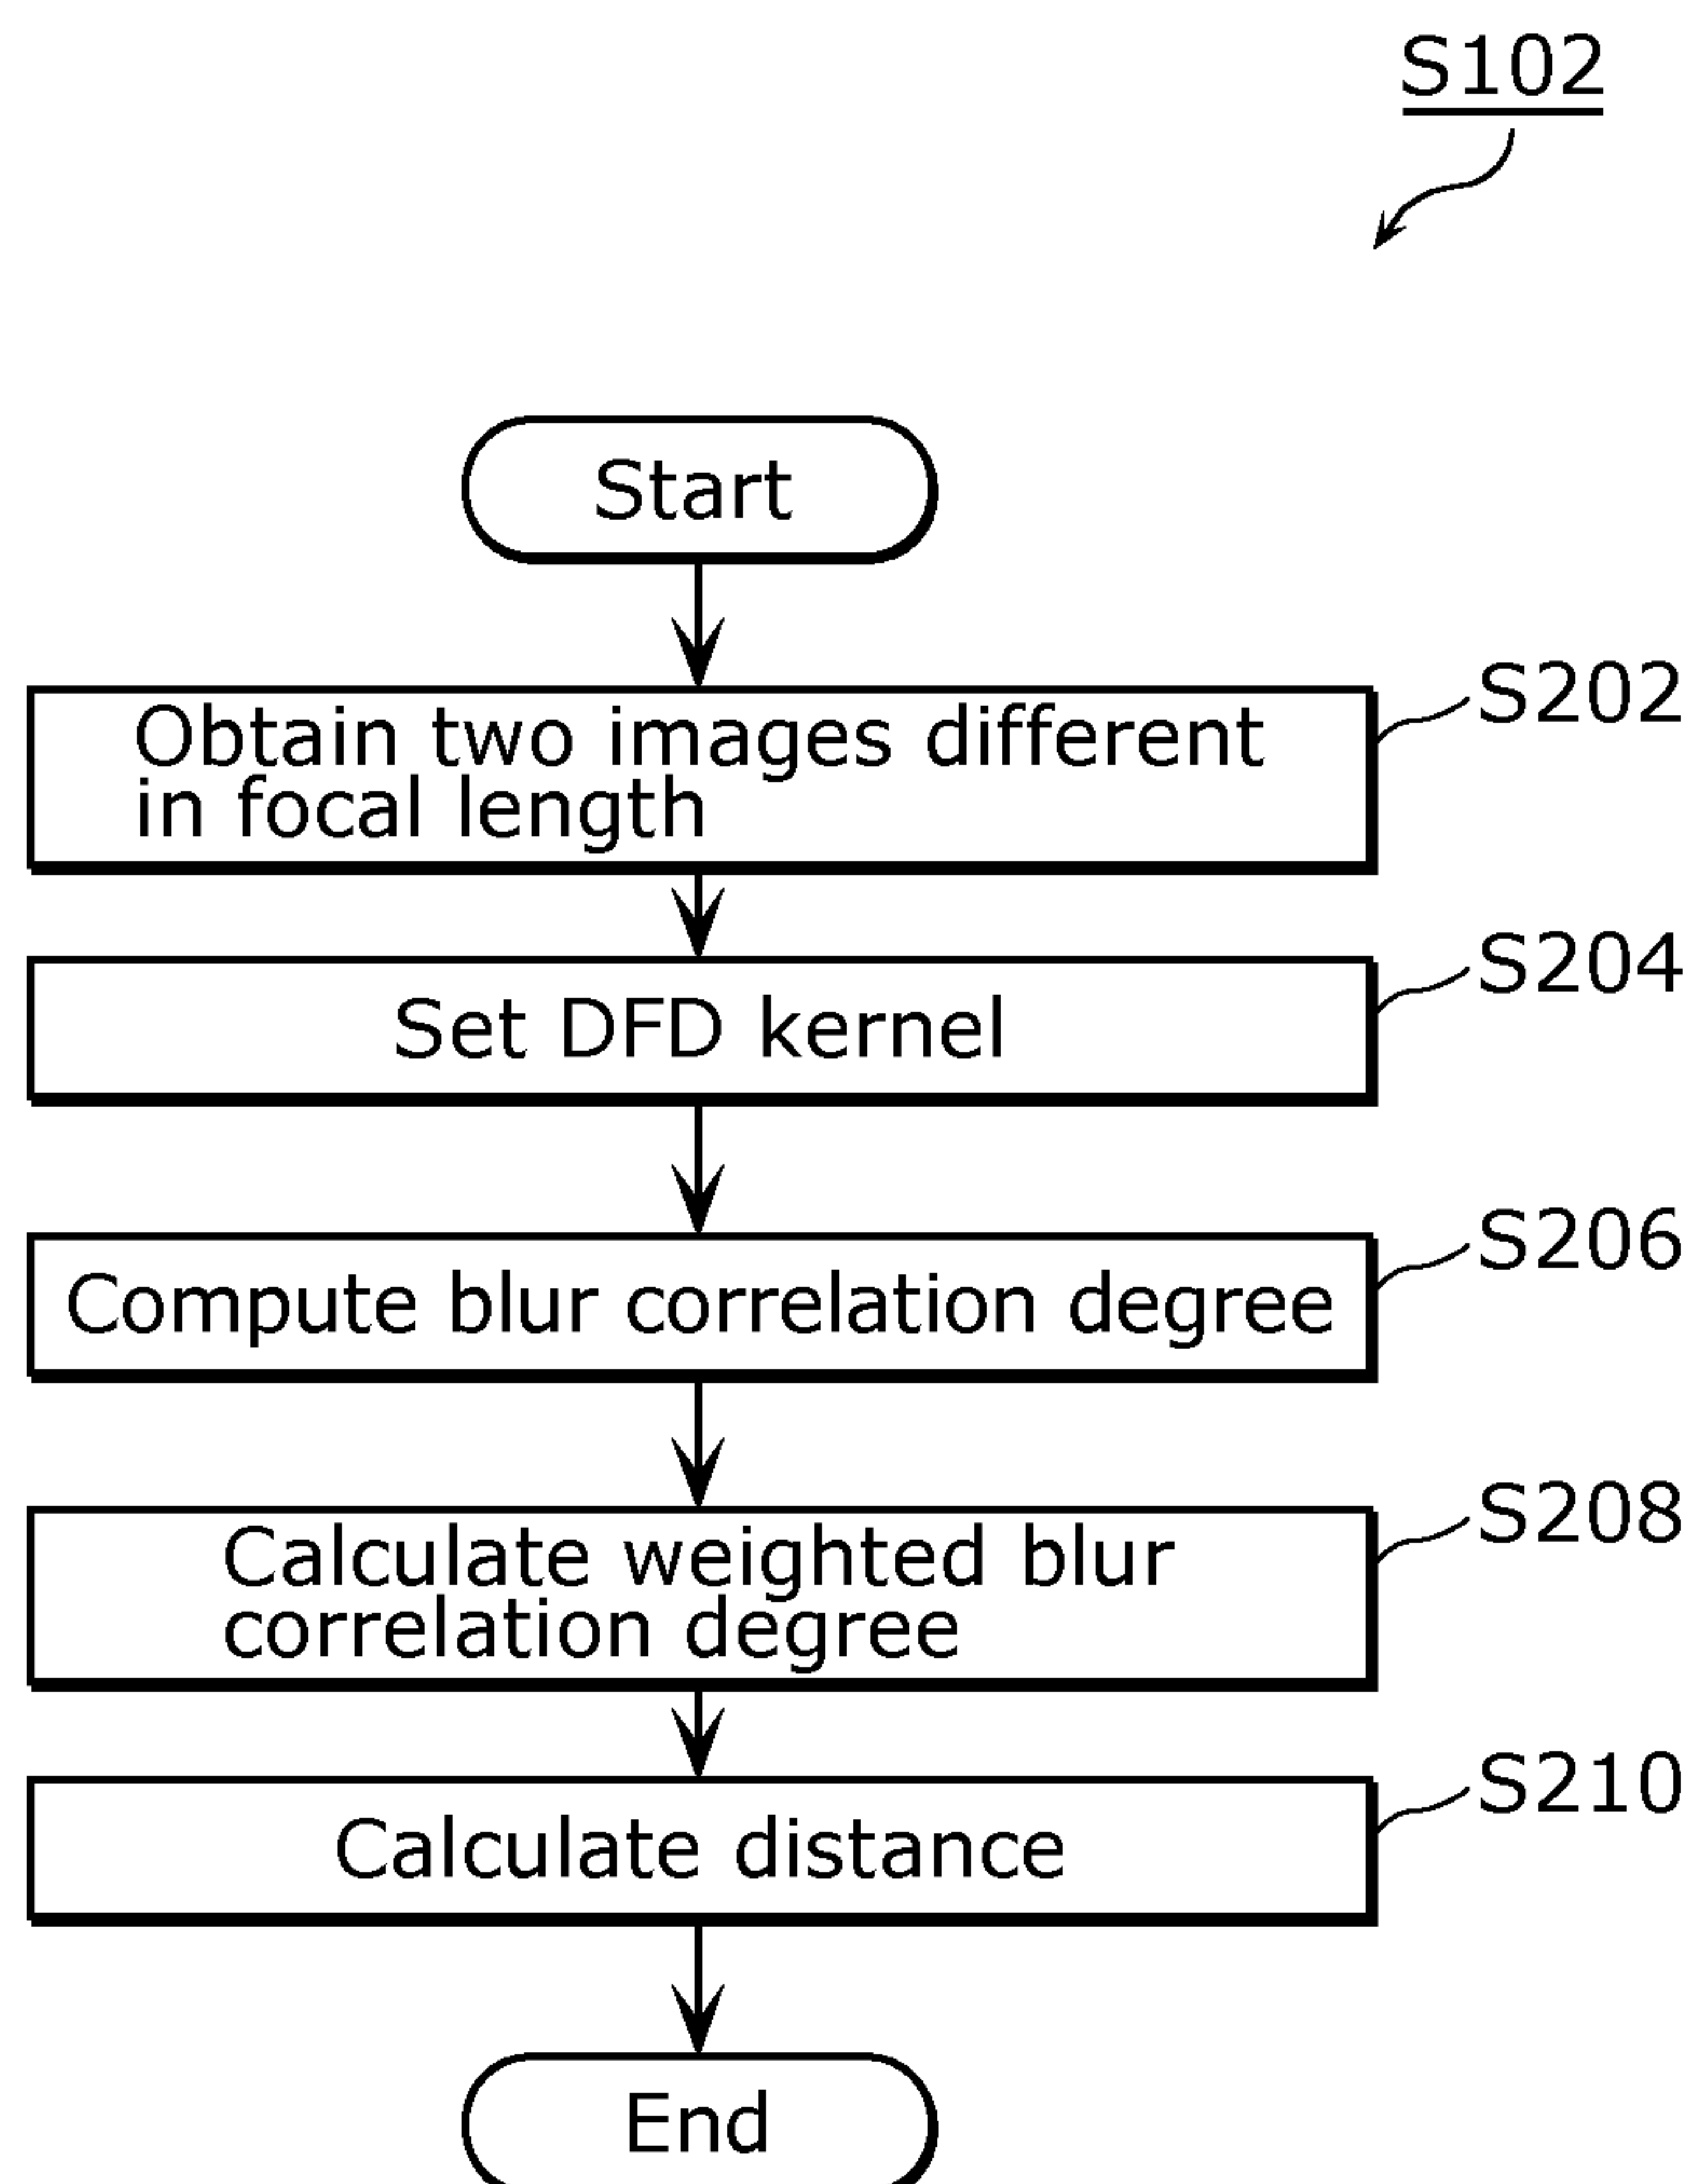 S102
Start
Obtain two images different
in focal length
S202
Set DFD kernel
S204
Compute blur correlation degree
S206
Calculate weighted blur
correlation degree
S208
Calculate distance
S210
End